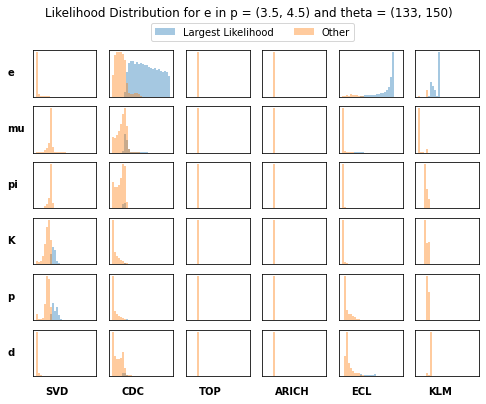 Likelihood Distribution for e in p = (3.5, 4.5) and theta = (133, 150)
Largest Likelihood Other
e
mu
pi
K
p
d
SVD CDC TOP ARICH ECL KLM